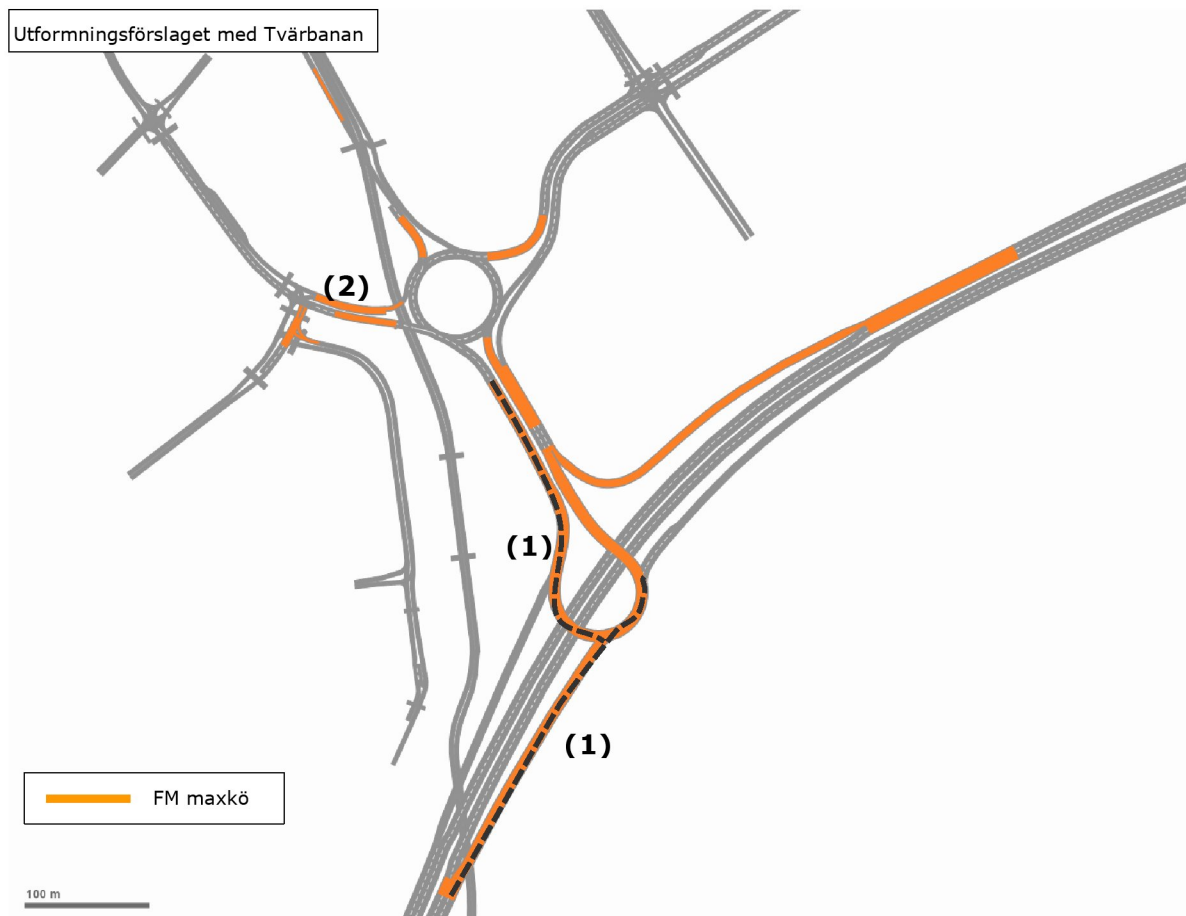 Utformningsförslaget med Tvärbanan
(2)
(1)
(1)
FM maxkö
100 m